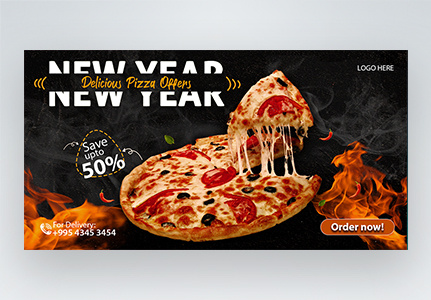 NEW YEAR
Delicious Pizza Offers
NEW YEAR
LOGO HERE
Save
upto
50%
For Delivery:
+995 4345 3454
Order now!